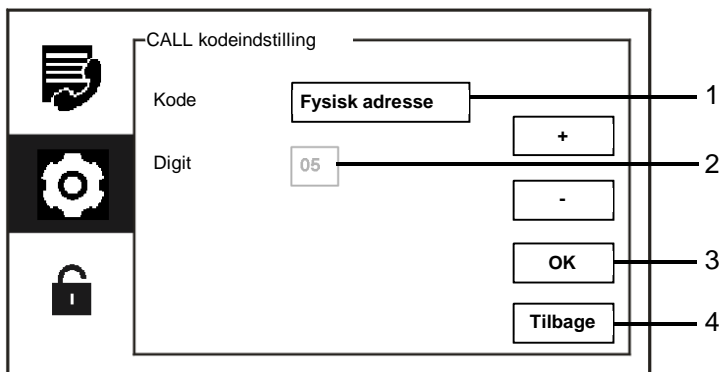 CALL kodeindstilling
Kode
Fysisk adresse
1
+
Digit
05
2
-
OK
3
Tilbage
4